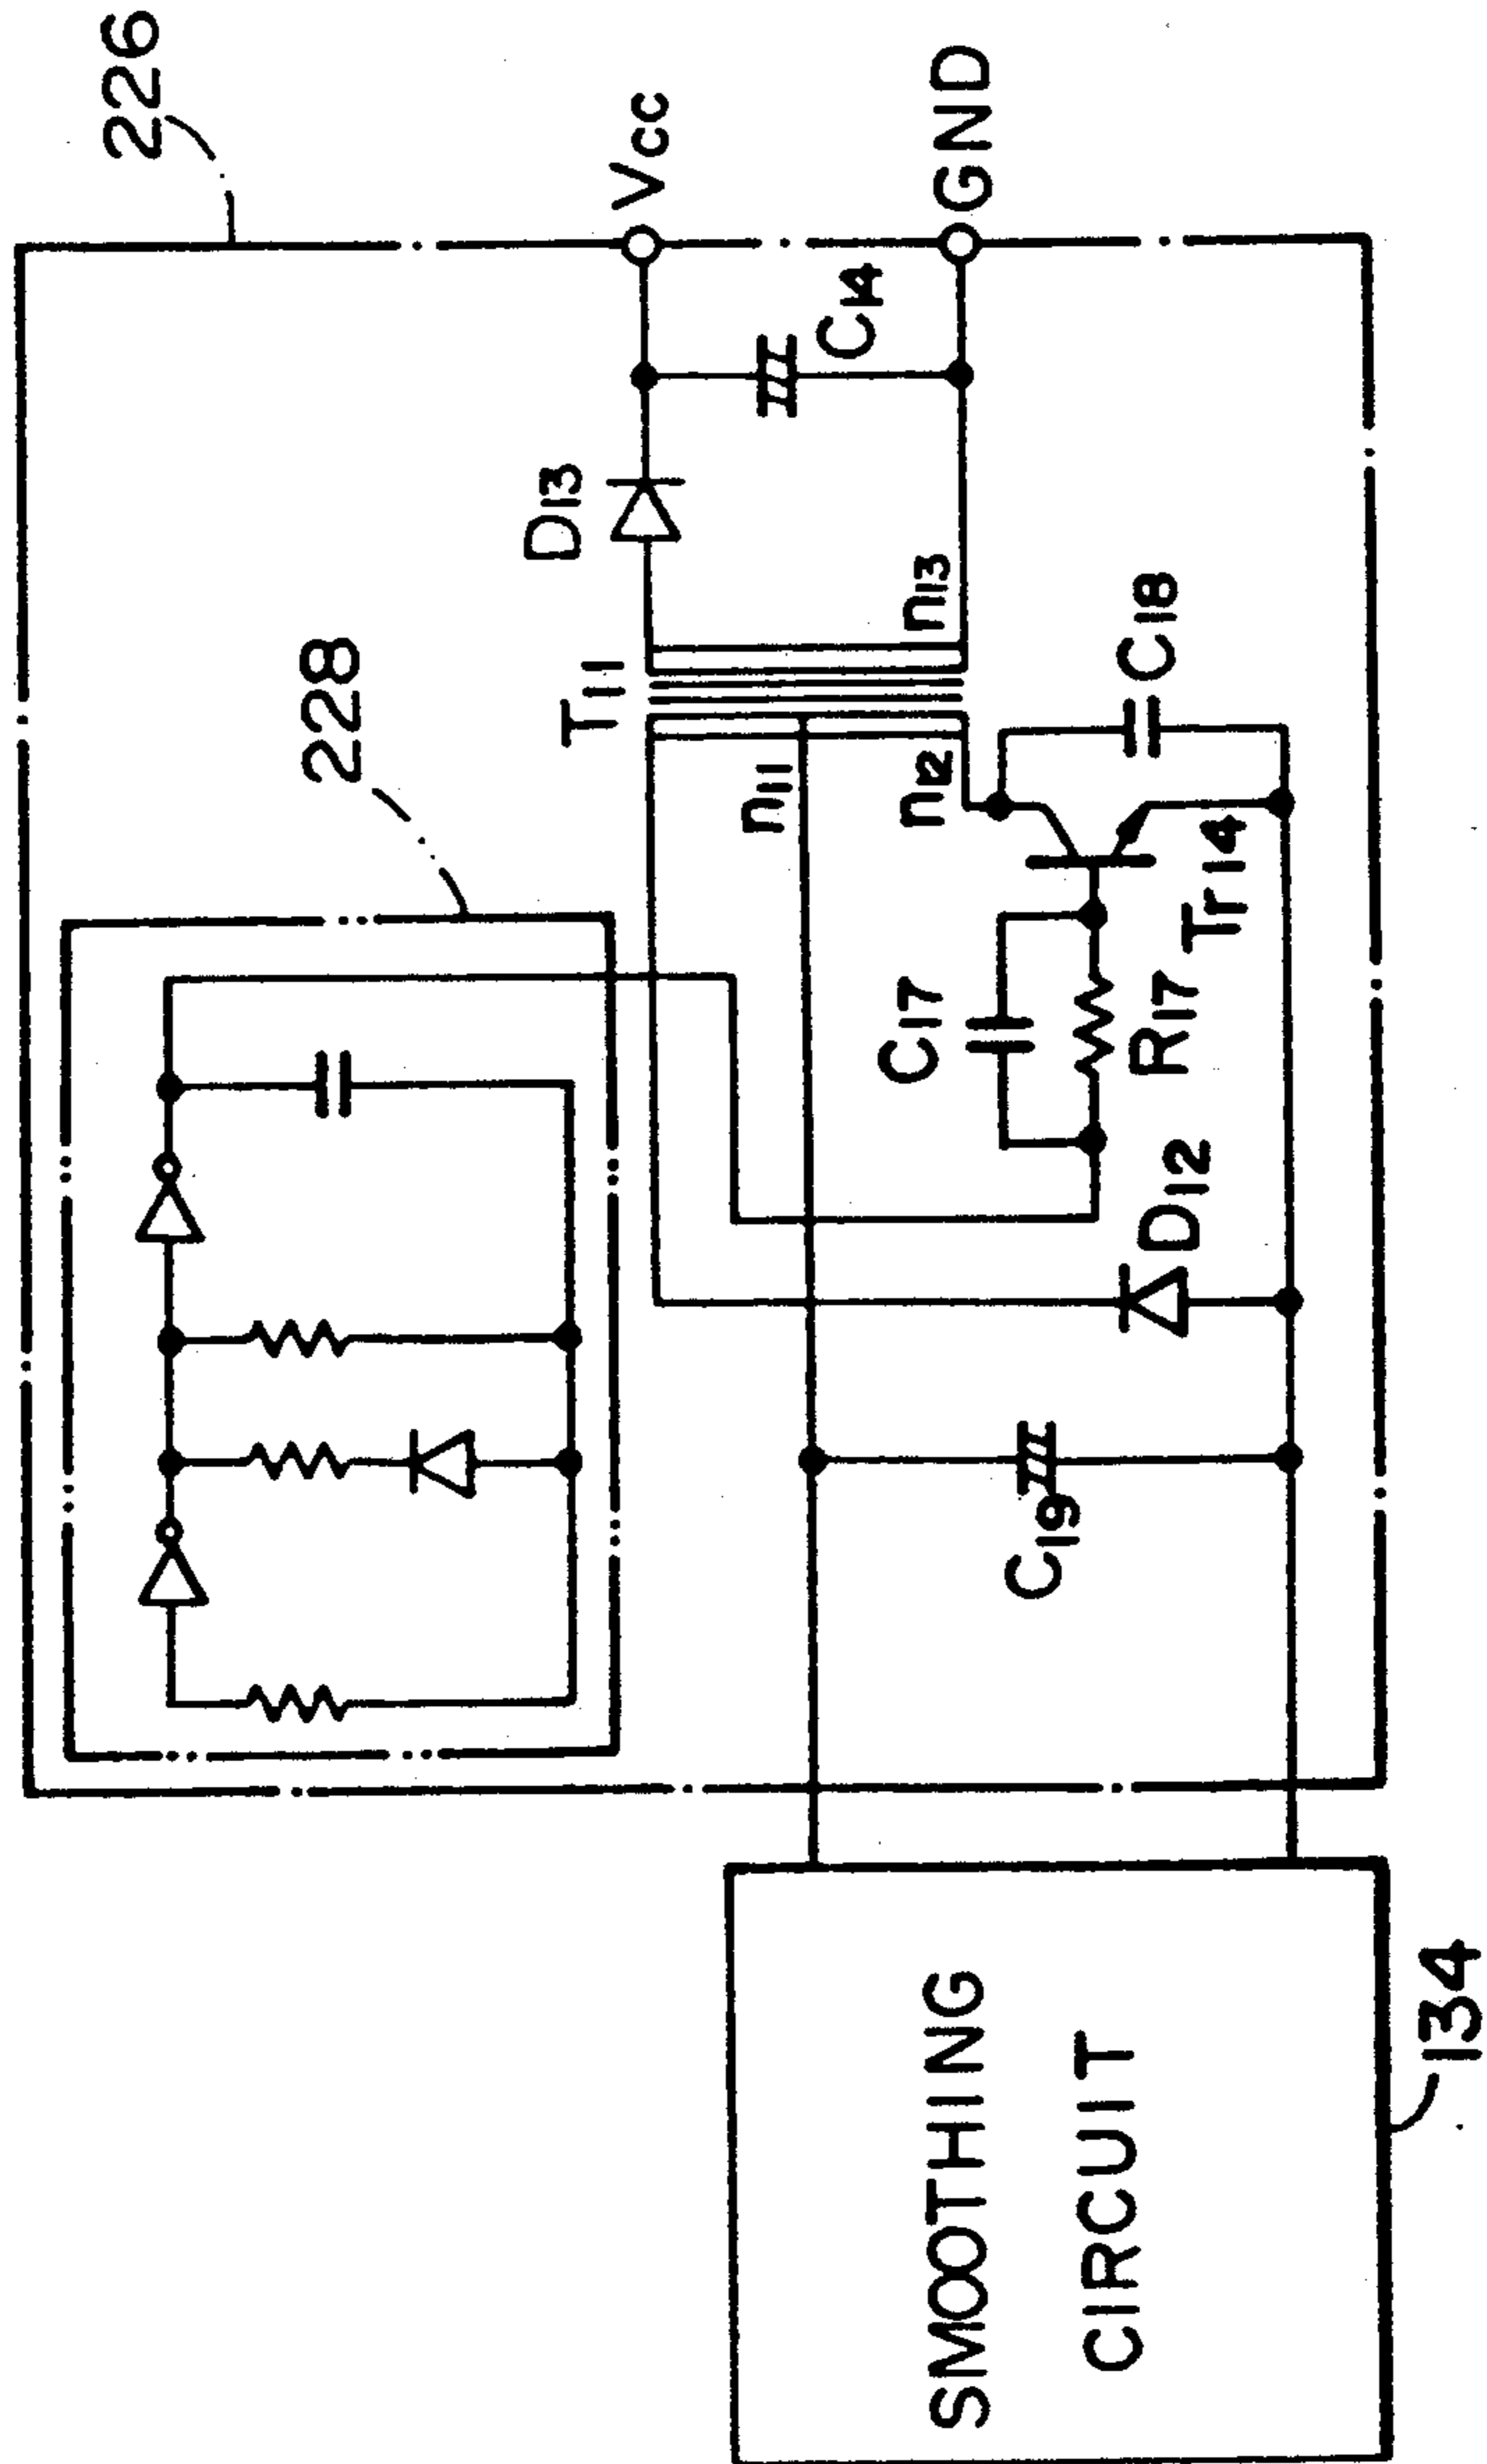 226
228
Vcc
GND
C14
D13
T11
n13
n11
n12
C18
Tr14
C17
R17
D12
C19
SMOOTHING
CIRCUIT
134